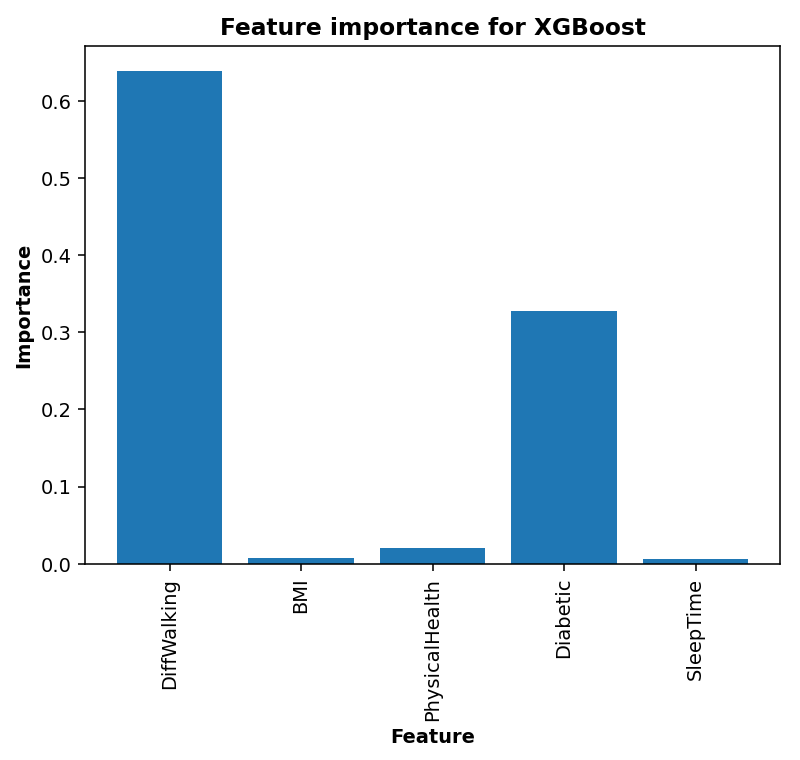 Feature importance for XGBoost
Importance
0.6
0.5
0.4
0.3
0.2
0.1
0.0
DiffWalking
BMI
PhysicalHealth
Diabetic
SleepTime
Feature